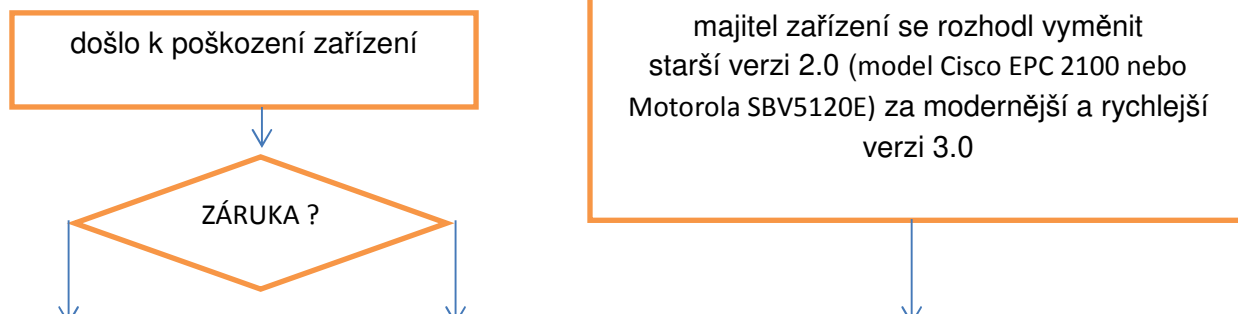 došlo k poškození zařízení
ZÁRUKA ?
majitel zařízení se rozhodl vyměnit
starší verzi 2.0 (model Cisco EPC 2100 nebo
Motorola SBV5120E) za modernější a rychlejší
verzi 3.0